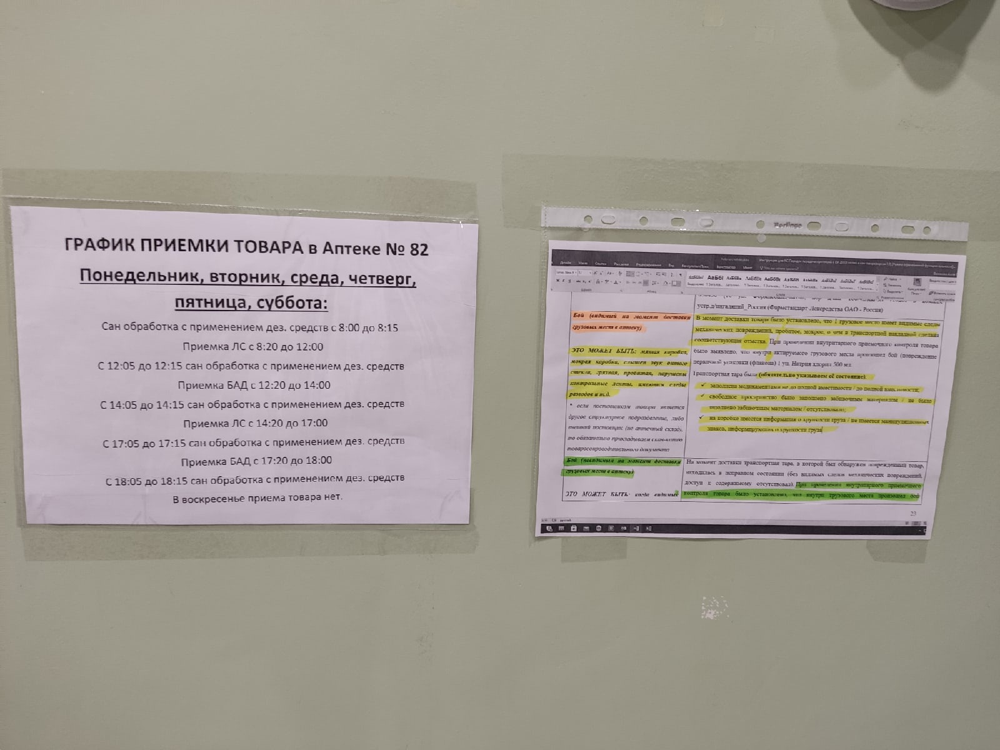 ГРАФИК ПРИЕМКИ ТОВАРА в Аптеке № 82
Понедельник, вторник, среда, четверг,
пятница, суббота:
Сан обработка с применением дез. средств с 8:00 до 8:15
Приемка ЛС с 8:20 до 12:00
С 12:05 до 12:15 сан обработка с применением дез. средств
Приемка БАД с 12:20 до 14:00
С 14:05 до 14:15 сан обработка с применением дез. средств
Приемка ЛС с 14:20 до 17:00
С 17:05 до 17:15 сан обработка с применением дез. средств
Приемка БАД с 17:20 до 18:00
С 18:05 до 18:15 сан обработка с применением дез. средств
В воскресенье приема товара нет.
Berlingo
устр.д/ингаляций_Россия (Фармстандарт Лексредства ОАО - Россия)
Бой (видимый на момент доставки
грузовых мест в аптеку)
ЭТО МОЖЕТ БЫТЬ: мятая коробка,
мокрая коробка, слышен звук битого
стекла, грязная, пробитая, нарушены
контрольные ленты, имеются следы
разводов и т.д.
* если поставщиком товара является
другое структурное подразделение, либо
внешний поставщик (не аптечный склад),
то обязательно прикладываем скан-копию
товаросопроводительного документа
В момент доставки товара было установлено, что 1 грузовое место имеет видимые следы
механических повреждений, пробитое, мокрое, о чем в транспортной накладной сделана
соответствующая отметка. При проведении внутритарного приемочного контроля товара
было выявлено, что внутри актируемого грузового места произошел бой (повреждение
первичной упаковки (флакона) 1 уп. Натрия хлорид 500 мл.
Транспортная тара была (обязательно указываем её состояние).
✓ заполнена медикаментами не до полной вместимости / до полной вместимости;
✓ свободное пространство было заполнено забивочным материалом / не было
заполнено забивочным материалом / отсутствовало;
✓ на коробке имеется информация о хрупкости груза / не имеется манипуляционных
знаков, информирующих о хрупкости груза
Бой (невидимый на момент доставки
грузовых мест в аптеку)
ЭТО МОЖЕТ БЫТЬ: когда видимые
На момент доставки транспортная тара, в которой был обнаружен поврежденный товар,
находилась в исправном состоянии (без видимых следов механических повреждений,
доступ к содержимому отсутствовал). При проведении внутритарного приемочного
контроля товара было установлено, что внутри грузового места произошел бой
23